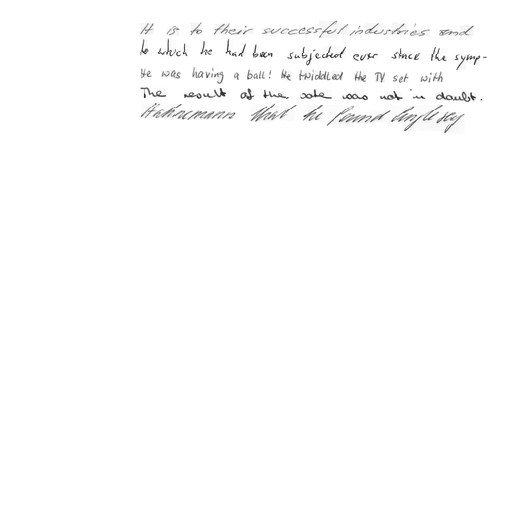 It is to their successful industries and
to which he had been subjected ever since the symp-
He was having a ball! He twiddled the TV set with
The result of the vote was not in doubt.
Hahnemann that he found